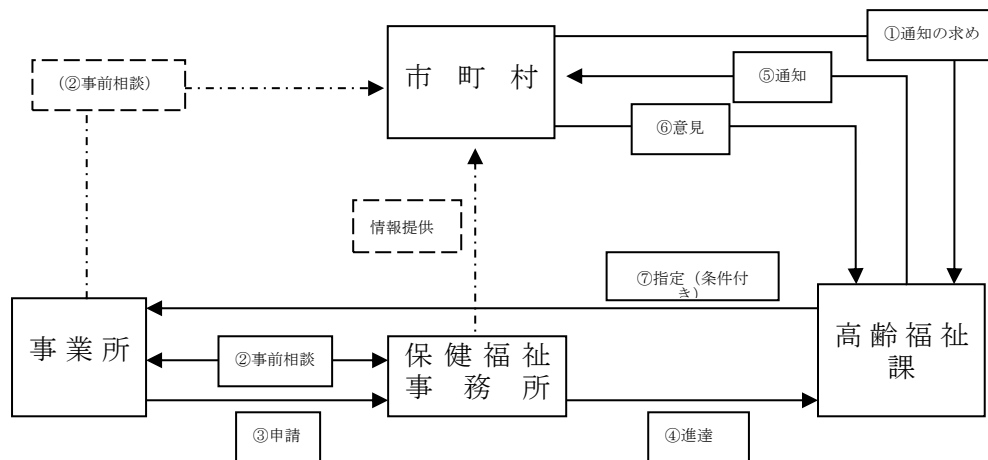 ①通知の求め
(②事前相談)
市町村
⑤通知
⑥意見
情報提供
⑦指定（条件付
き）
事業所
②事前相談
保健福祉
事務所
高齢福祉
課
③申請
④進達